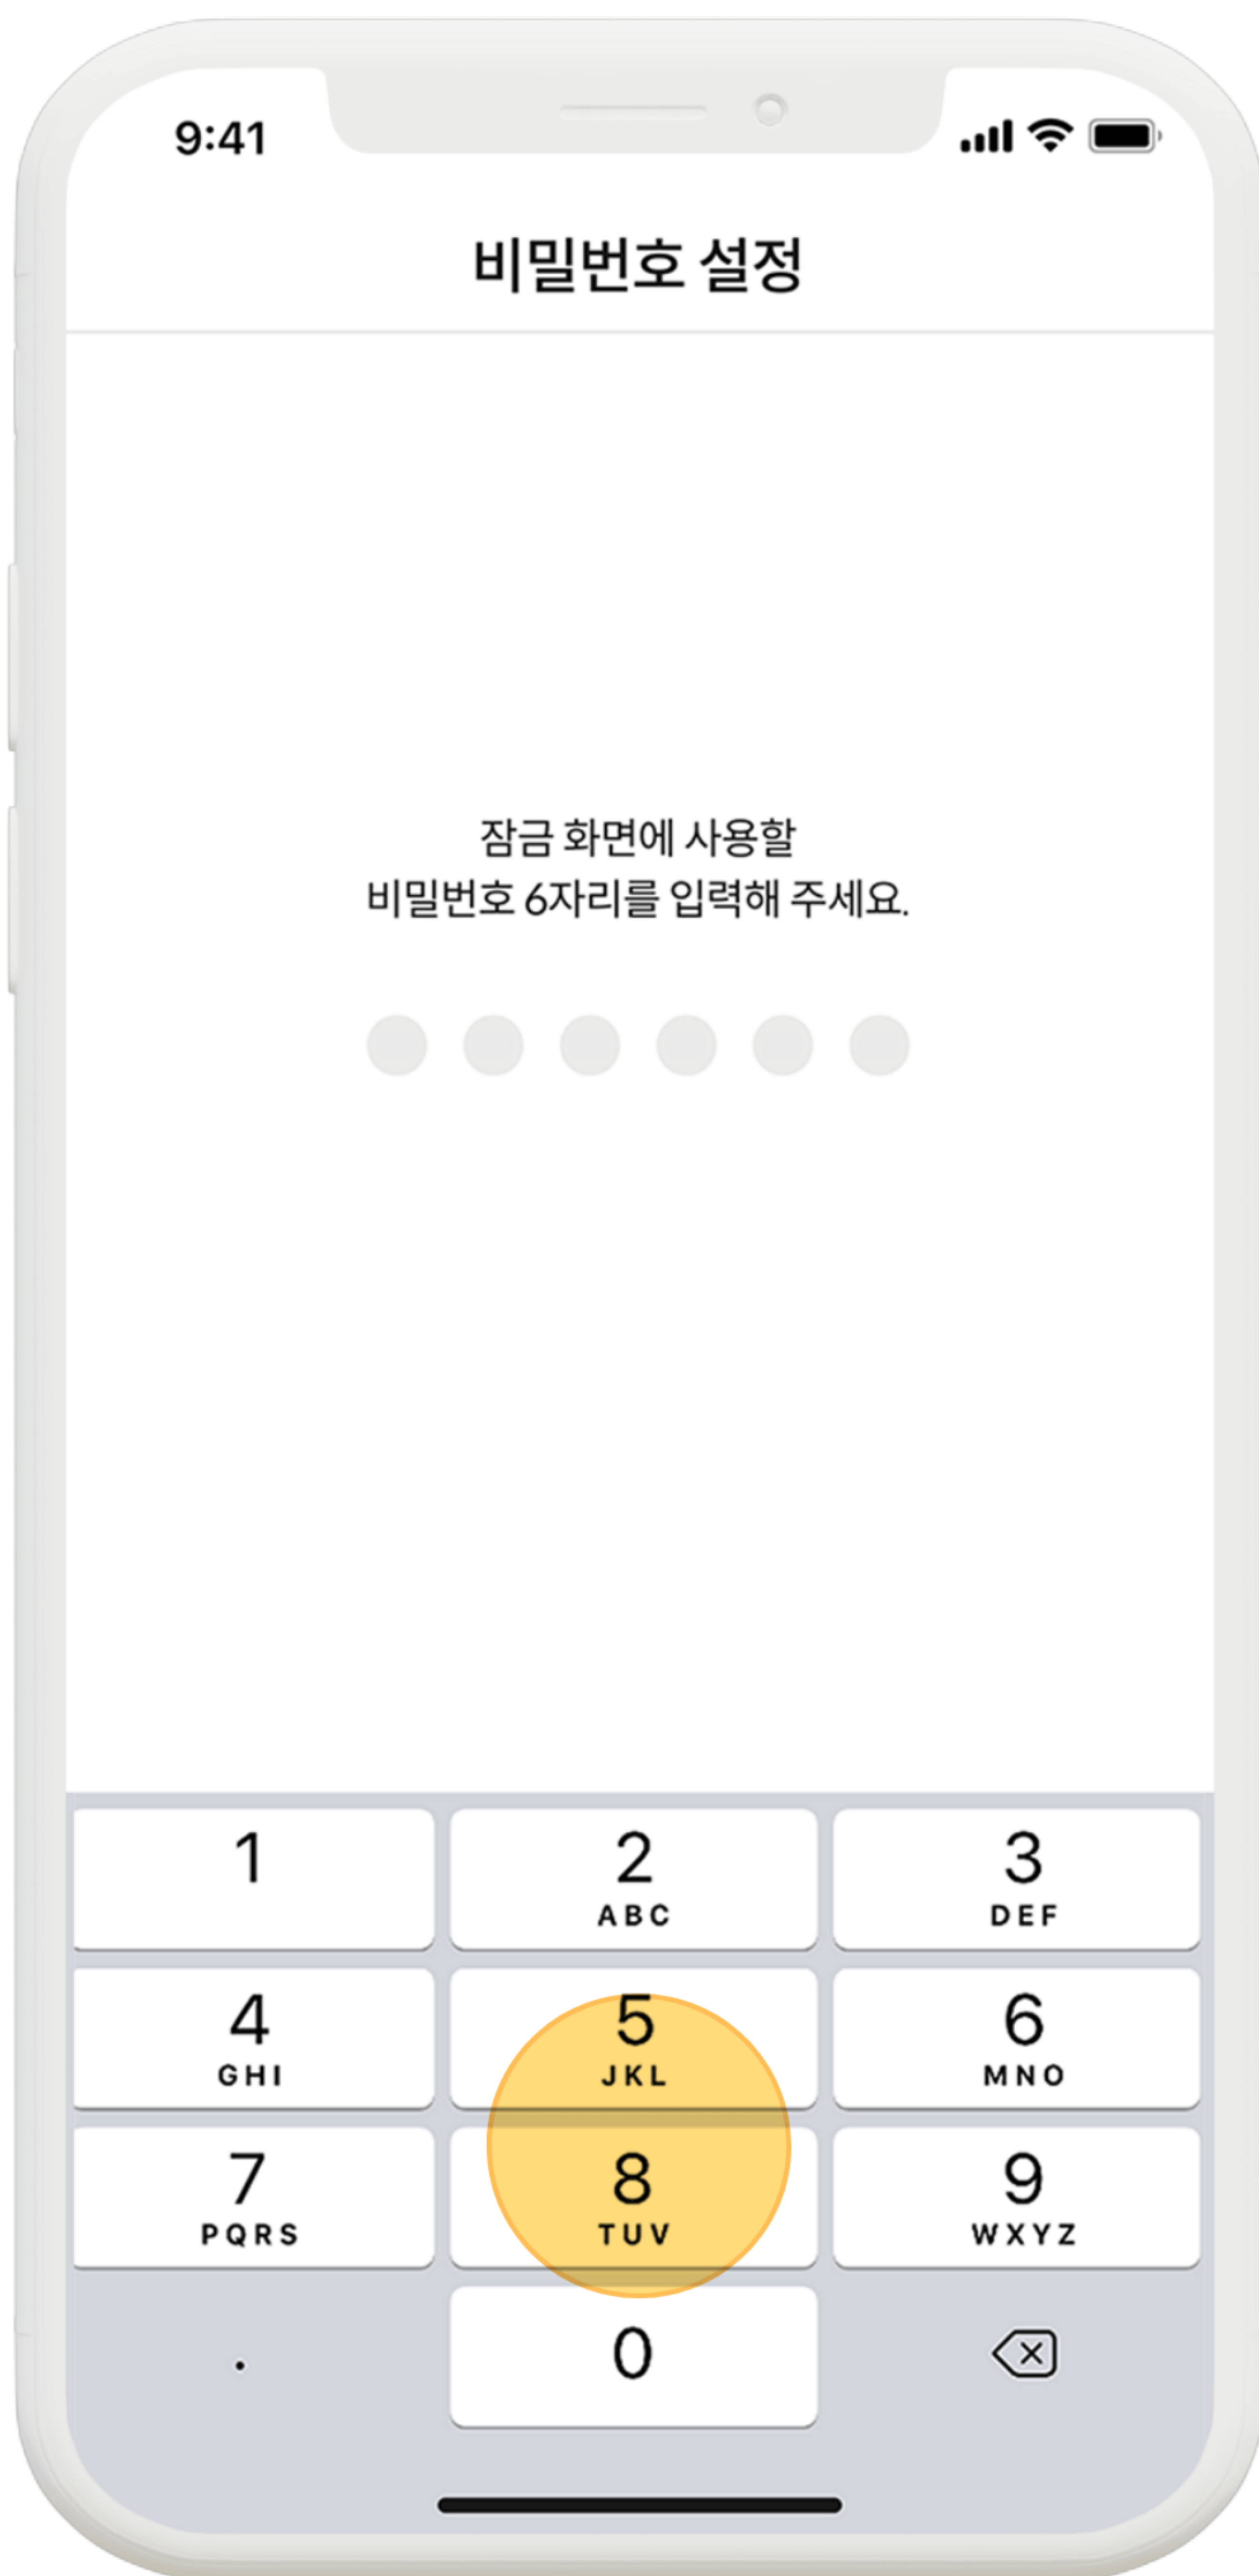 9:41
비밀번호 설정
잠금 화면에 사용할
비밀번호 6자리를 입력해 주세요.
1 2 3
ABC DEF
4 5 6
GHI JKL MNO
7 8 9
PQRS TUV WXYZ
. 0